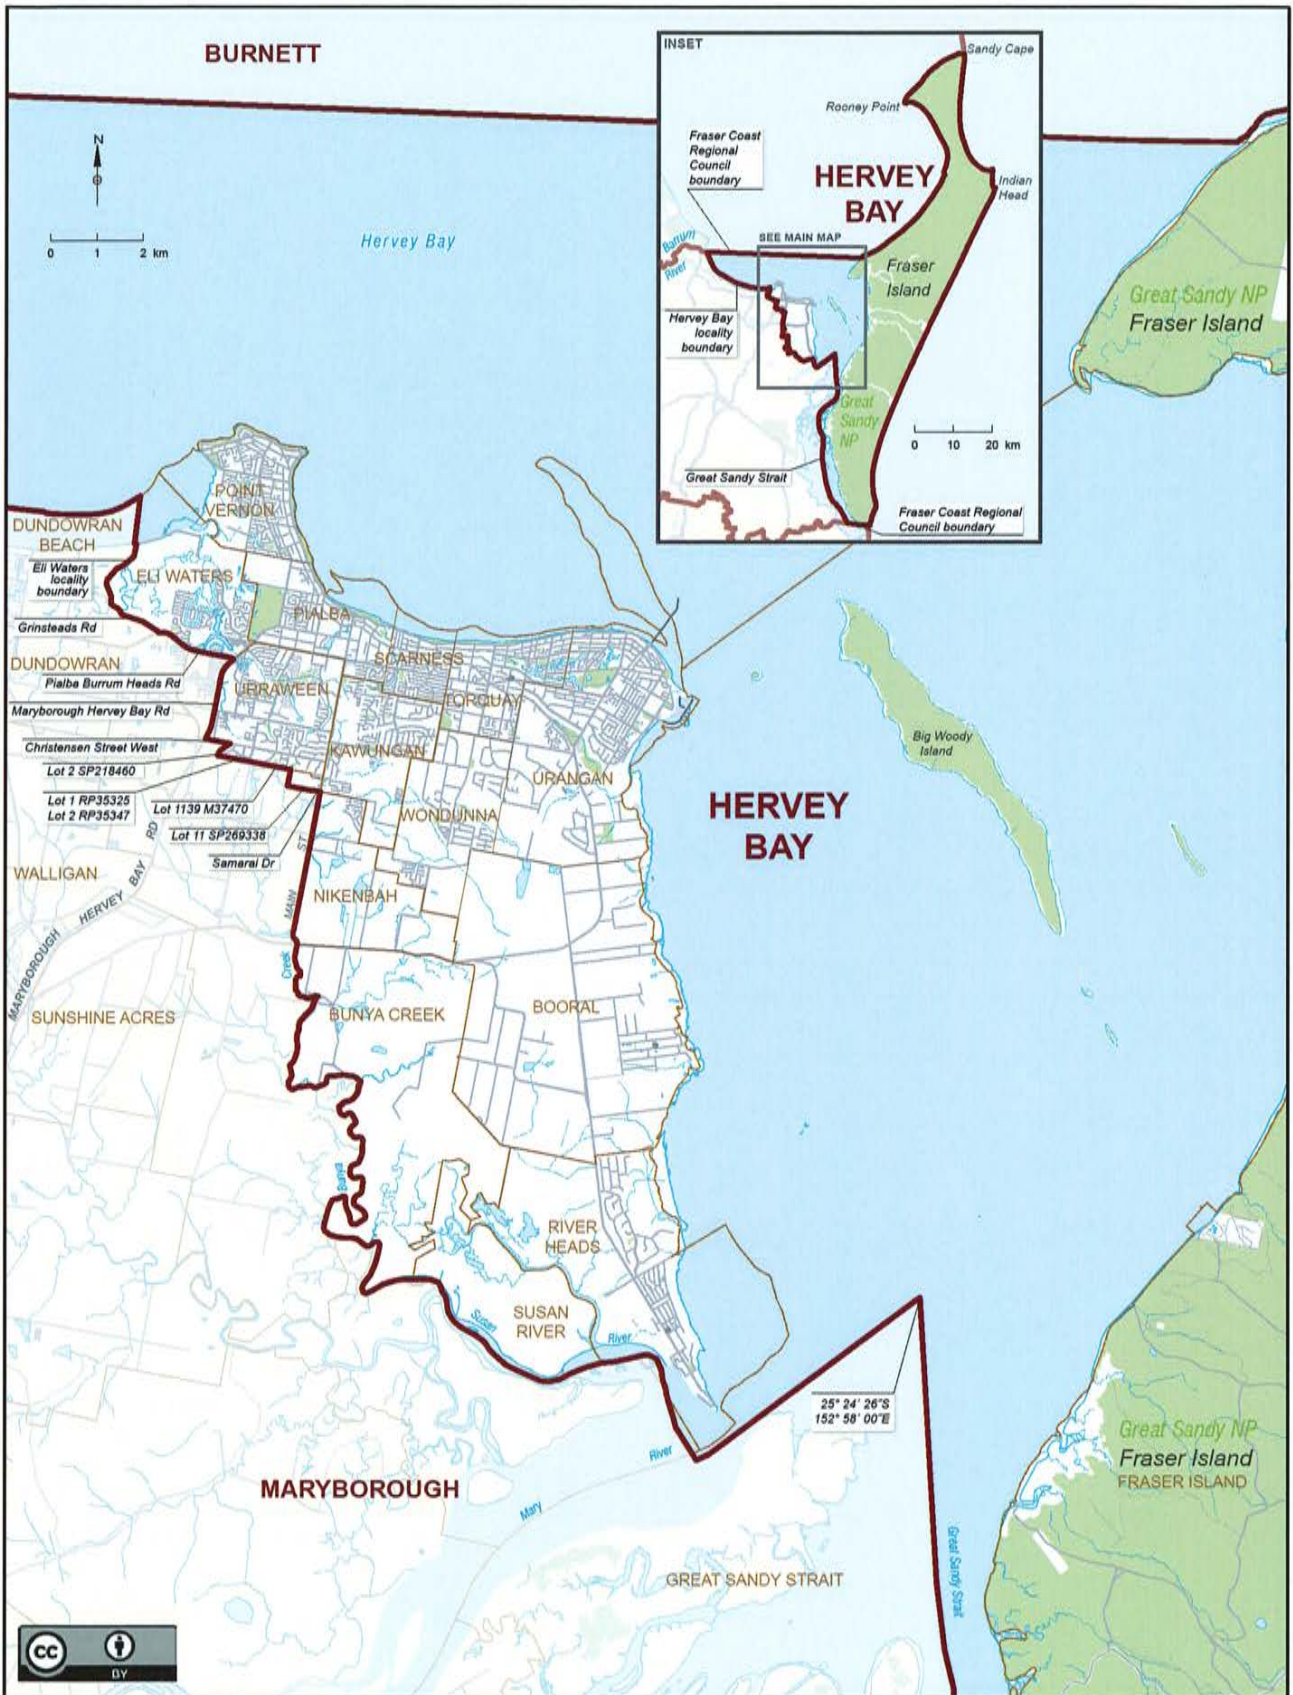 BURNETT
INSET
Sandy Cape
Rooney Point
Fraser Coast
Regional
Council
boundary
HERVEY
BAY
Indian
Head
SEE MAIN MAP
Burrum
River
Fraser
Island
Hervey Bay
locality
boundary
Great
Sandy
NP
0 10 20 km
Great Sandy Strait
Fraser Coast Regional
Council boundary
N
0 1 2 km
Hervey Bay
Great Sandy NP
Fraser Island
POINT
VERNON
DUNDOWRAN
BEACH
Eli Waters
locality
boundary
ELI WATERS
Grinsteads Rd
PIALBA
DUNDOWRAN
SCARNESS
Pialba Burrum Heads Rd
URRAWEEN
TORQUAY
Maryborough Hervey Bay Rd
Christensen Street West
KAWUNGAN
Lot 2 SP218460
URANGAN
Lot 1 RP35325
Lot 2 RP35347
Lot 1139 M37470
WONDUNNA
Lot 11 SP269338
Samarai Dr
Big Woody
Island
HERVEY
BAY
WALLIGAN
MARYBOROUGH HERVEY BAY RD
MAIN ST
NIKENBAH
Creek
SUNSHINE ACRES
BUNYA CREEK
BOORAL
Bunya
RIVER
HEADS
SUSAN
RIVER
Susan
River
25° 24' 26"S
152° 58' 00"E
River
Mary
MARYBOROUGH
Great Sandy NP
Fraser Island
FRASER ISLAND
Great Sandy Strait
GREAT SANDY STRAIT
CC
BY